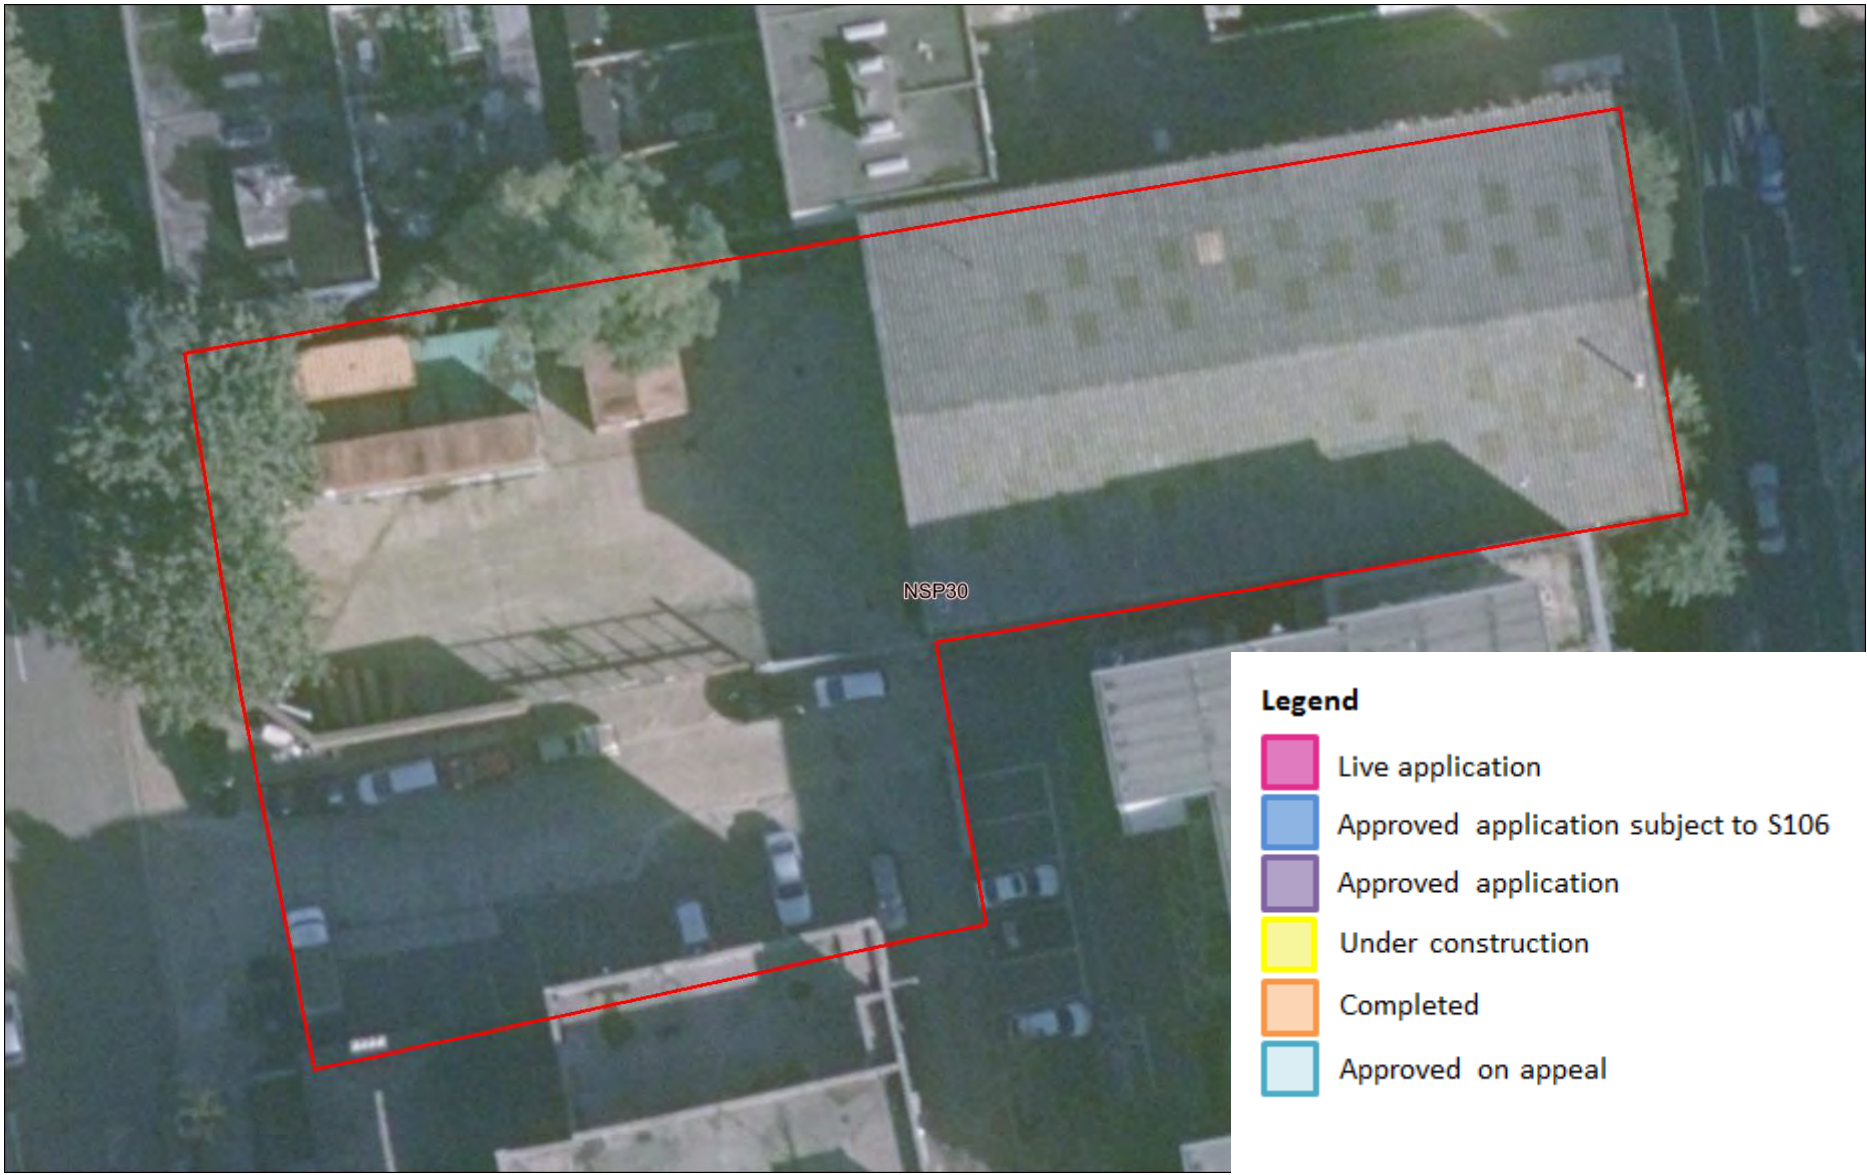 NSP30
Legend
Live application
Approved application subject to S106
Approved application
Under construction
Completed
Approved on appeal